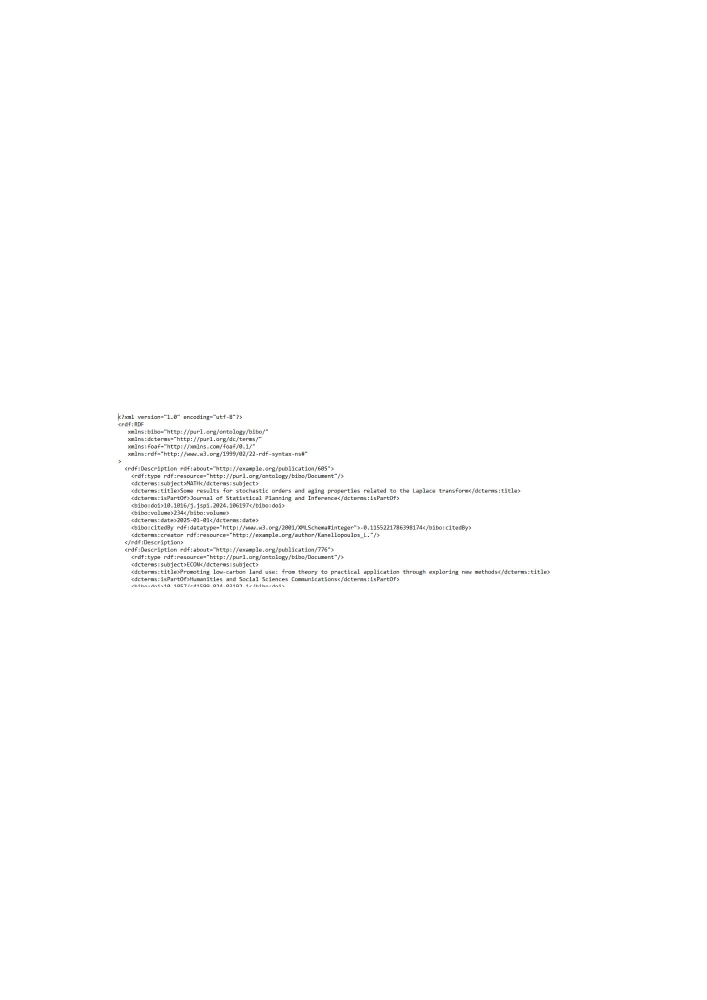 <?xml version="1.0" encoding="utf-8"?>
<rdf:RDF
xmlns:bibo="http://purl.org/ontology/bibo/"
xmlns:dcterms="http://purl.org/dc/terms/"
xmlns:foaf="http://xmlns.com/foaf/0.1/"
xmlns:rdf="http://www.w3.org/1999/02/22-rdf-syntax-ns#"
>
<rdf:Description rdf:about="http://example.org/publication/605">
<rdf:type rdf:resource="http://purl.org/ontology/bibo/Document"/>
<dcterms:subject>MATH</dcterms:subject>
<dcterms:title>Some results for stochastic orders and aging properties related to the Laplace transform</dcterms:title>
<dcterms:isPartOf>Journal of Statistical Planning and Inference</dcterms:isPartOf>
<bibo:doi>10.1016/j.jspi.2024.106197</bibo:doi>
<bibo:volume>234</bibo:volume>
<dcterms:date>2025-01-01</dcterms:date>
<bibo:citedBy rdf:datatype="http://www.w3.org/2001/XMLSchema#integer">-0.1155221786398174</bibo:citedBy>
<dcterms:creator rdf:resource="http://example.org/author/Kanellopoulos_L."/>
</rdf:Description>
<rdf:Description rdf:about="http://example.org/publication/776">
<rdf:type rdf:resource="http://purl.org/ontology/bibo/Document"/>
<dcterms:subject>ECON</dcterms:subject>
<dcterms:title>Promoting low-carbon land use: from theory to practical application through exploring new methods</dcterms:title>
<dcterms:isPartOf>Humanities and Social Sciences Communications</dcterms:isPartOf>
<bibo:doi>10.1057/s41599-024-03192-1</bibo:doi>